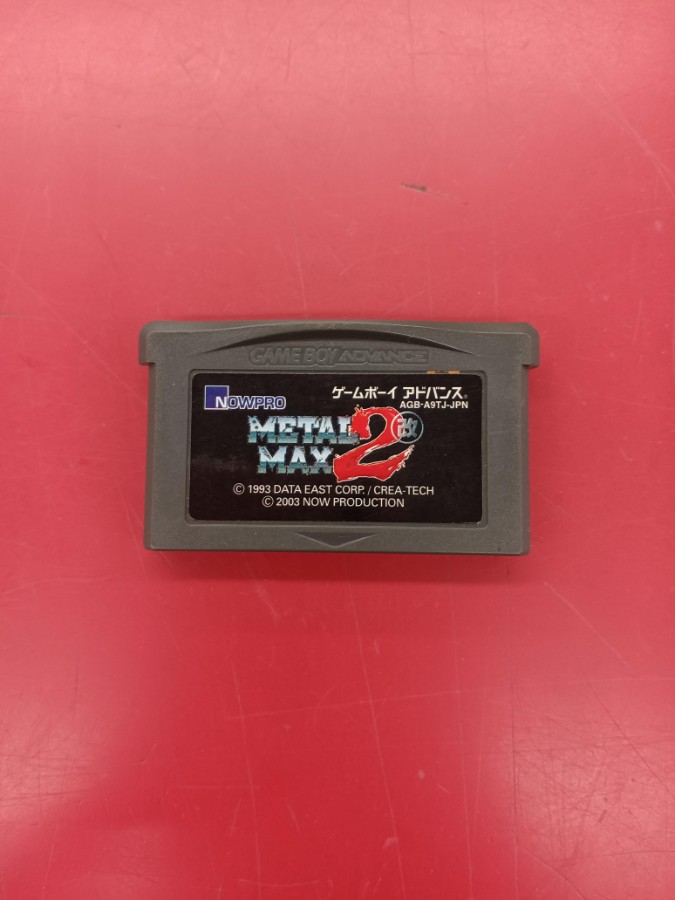 GAME BOY ADVANCE
NOWPRO
ゲームボーイ アドバンス®
AGB-A9TJ-JPN
METAL
MAX 2 改
© 1993 DATA EAST CORP. / CREA-TECH
© 2003 NOW PRODUCTION